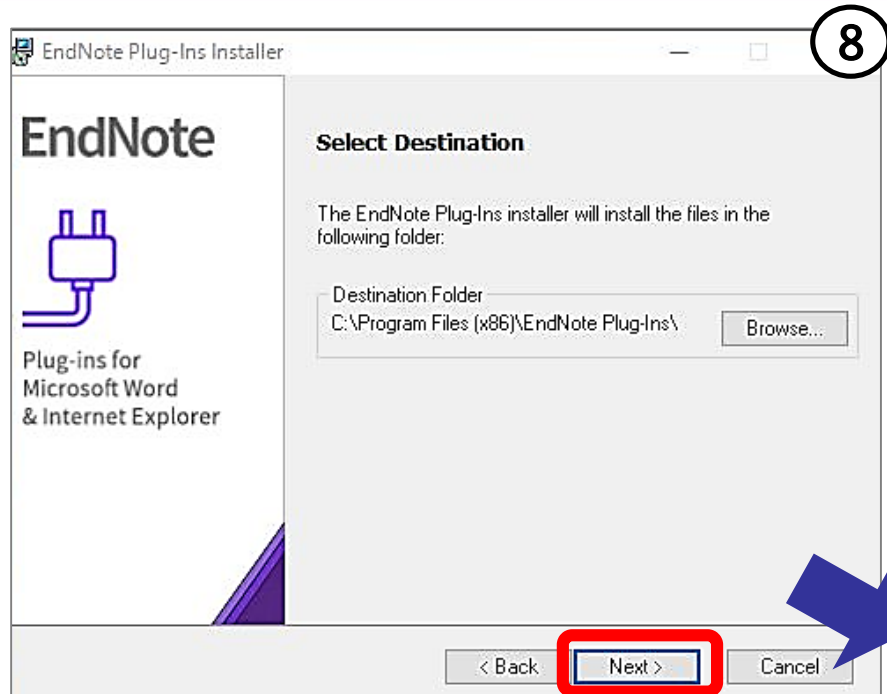 8
EndNote Plug-Ins Installer
EndNote
Plug-ins for
Microsoft Word
& Internet Explorer
Select Destination
The EndNote Plug-Ins installer will install the files in the
following folder:
Destination Folder
C:\Program Files (x86)\EndNote Plug-Ins\
Browse...
< Back
Next >
Cancel